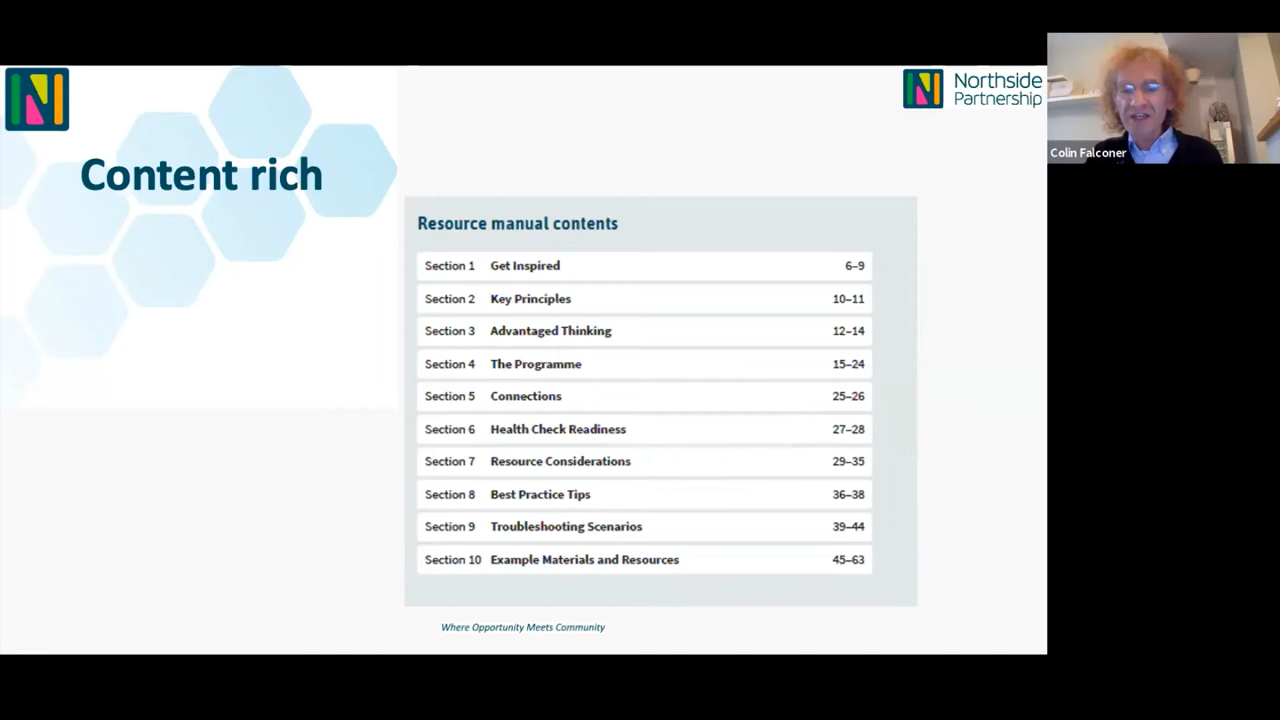 Content rich
Northside
Partnership
Colin Falconer
Resource manual contents
Section 1 Get Inspired 6–9
Section 2 Key Principles 10–11
Section 3 Advantaged Thinking 12–14
Section 4 The Programme 15–24
Section 5 Connections 25–26
Section 6 Health Check Readiness 27–28
Section 7 Resource Considerations 29–35
Section 8 Best Practice Tips 36–38
Section 9 Troubleshooting Scenarios 39–44
Section 10 Example Materials and Resources 45–63
Where Opportunity Meets Community